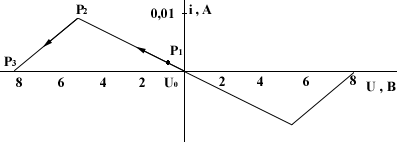 P₂ 0,01 i , A
P₁
P₃
8 6 4 2 U₀ 2 4 6 8 U , B